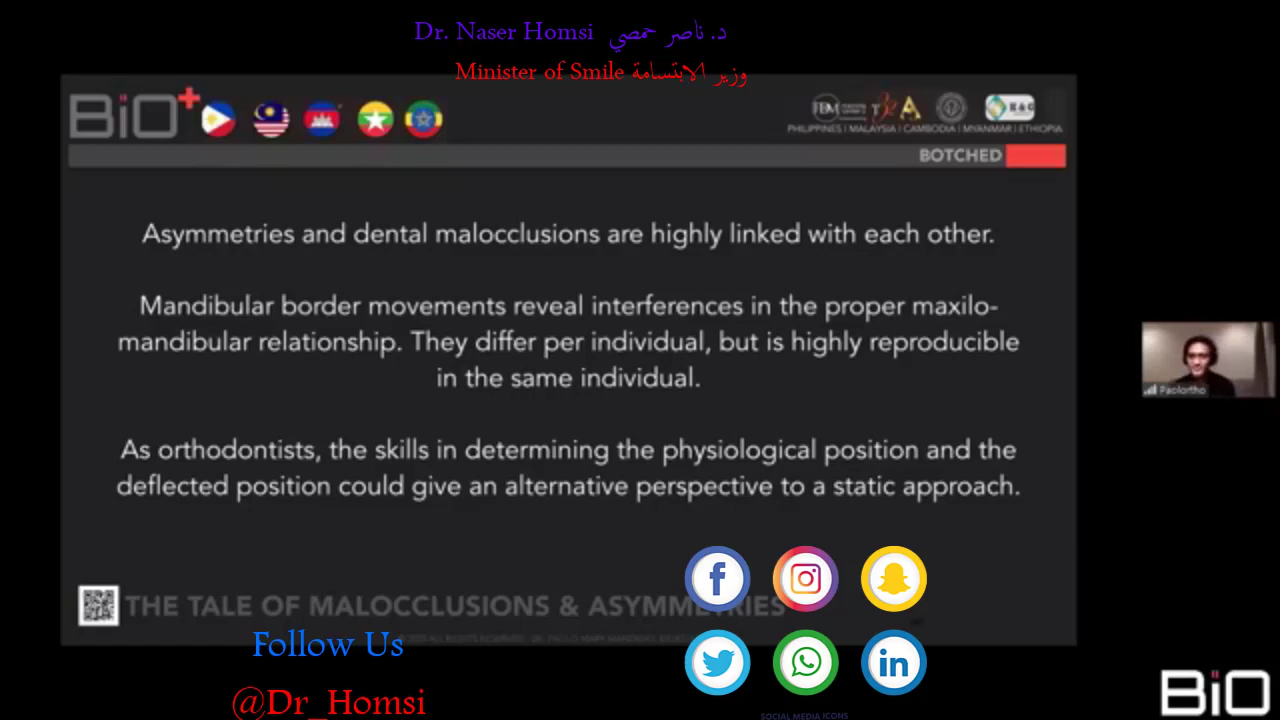 Dr. Naser Homsi د. ناصر حمصي
Minister of Smile وزير الابتسامة
BiO+
PHILIPPINES | MALAYSIA | CAMBODIA | MYANMAR | ETHIOPIA
BOTCHED
Asymmetries and dental malocclusions are highly linked with each other.
Mandibular border movements reveal interferences in the proper maxilo-
mandibular relationship. They differ per individual, but is highly reproducible
in the same individual.
As orthodontists, the skills in determining the physiological position and the
deflected position could give an alternative perspective to a static approach.
Paolortho
THE TALE OF MALOCCLUSIONS & ASYMMETRIES
Follow Us
@Dr_Homsi
SOCIAL MEDIA ICONS
BiO